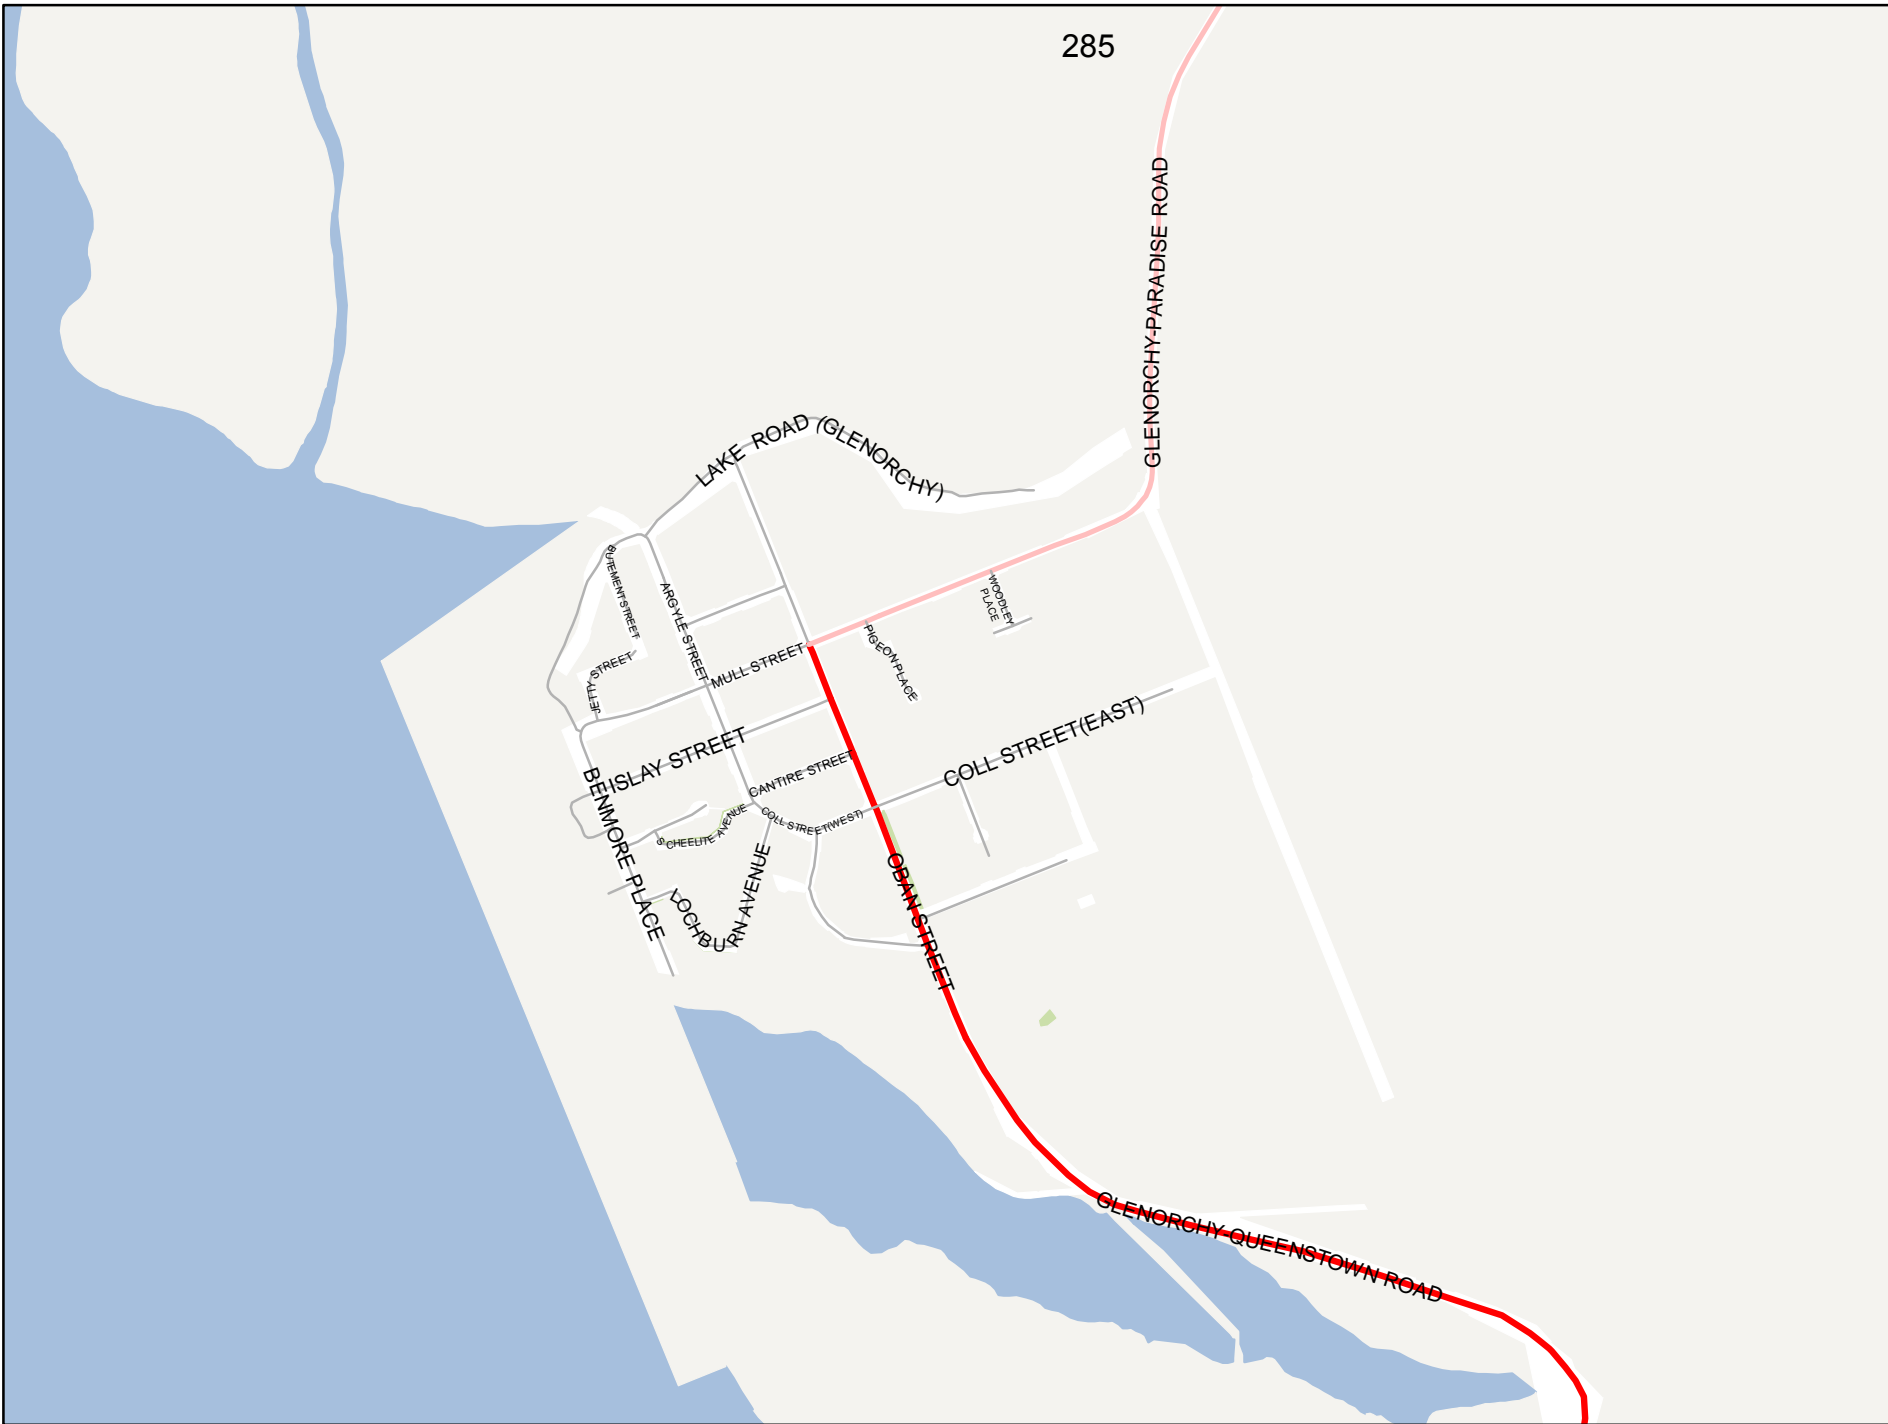 285
GLENORCHY-PARADISE ROAD
LAKE ROAD (GLENORCHY)
BUTEMENT STREET
ARGYLE STREET
WOODLEY
PLACE
PIGEON PLACE
MULL STREET
JETTY STREET
COLL STREET(EAST)
ISLAY STREET
CANTIRE STREET
BENMORE PLACE
SCHEELITE AVENUE
COLL STREET(WEST)
LOCHBURN AVENUE
OBAN STREET
GLENORCHY-QUEENSTOWN ROAD